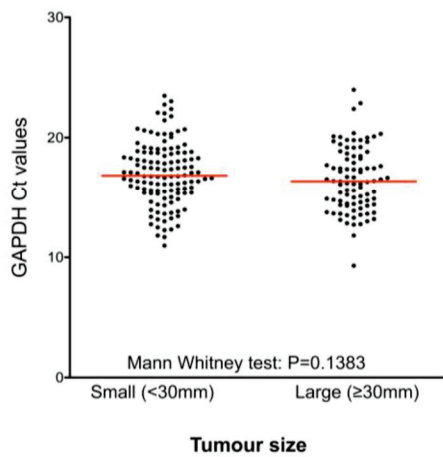 30
20
10
0
GAPDH Ct values
Mann Whitney test: P=0.1383
Small (<30mm)
Large (≥30mm)
Tumour size